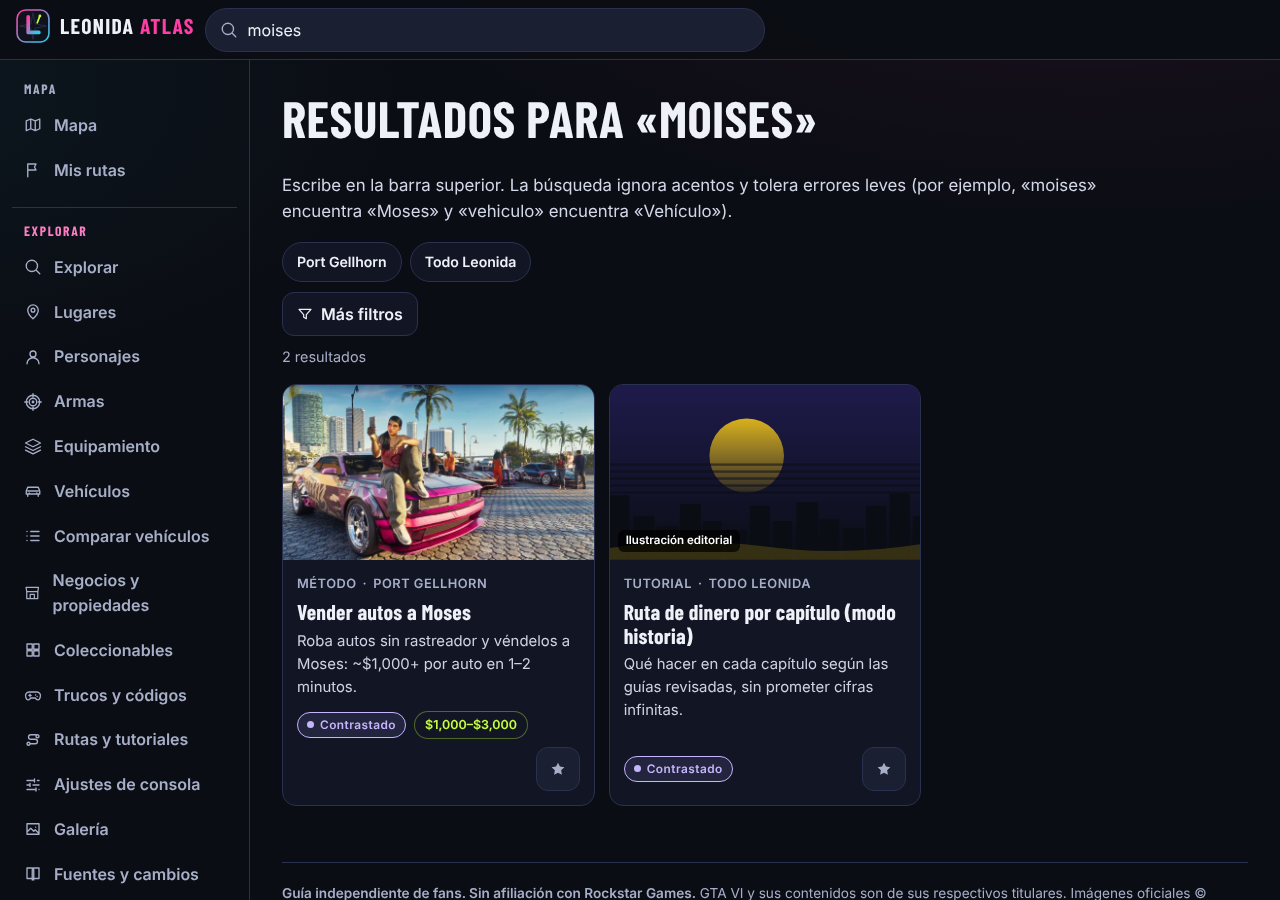 LEONIDA ATLAS
moises
MAPA
Mapa
Mis rutas
EXPLORAR
Explorar
Lugares
Personajes
Armas
Equipamiento
Vehículos
Comparar vehículos
Negocios y
propiedades
Coleccionables
Trucos y códigos
Rutas y tutoriales
Ajustes de consola
Galería
Fuentes y cambios
RESULTADOS PARA «MOISES»
Escribe en la barra superior. La búsqueda ignora acentos y tolera errores leves (por ejemplo, «moises»
encuentra «Moses» y «vehiculo» encuentra «Vehículo»).
Port Gellhorn
Todo Leonida
Más filtros
2 resultados
MÉTODO · PORT GELLHORN
Vender autos a Moses
Roba autos sin rastreador y véndelos a
Moses: ~$1,000+ por auto en 1–2
minutos.
Contrastado
$1,000–$3,000
Ilustración editorial
TUTORIAL · TODO LEONIDA
Ruta de dinero por capítulo (modo
historia)
Qué hacer en cada capítulo según las
guías revisadas, sin prometer cifras
infinitas.
Contrastado
Guía independiente de fans. Sin afiliación con Rockstar Games. GTA VI y sus contenidos son de sus respectivos titulares. Imágenes oficiales ©